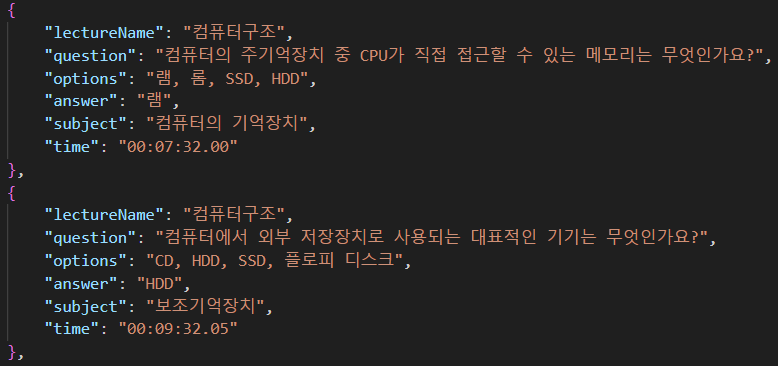 {
"lectureName": "컴퓨터구조",
"question": "컴퓨터의 주기억장치 중 CPU가 직접 접근할 수 있는 메모리는 무엇인가요?",
"options": "램, 롬, SSD, HDD",
"answer": "램",
"subject": "컴퓨터의 기억장치",
"time": "00:07:32.00"
},
{
"lectureName": "컴퓨터구조",
"question": "컴퓨터에서 외부 저장장치로 사용되는 대표적인 기기는 무엇인가요?",
"options": "CD, HDD, SSD, 플로피 디스크",
"answer": "HDD",
"subject": "보조기억장치",
"time": "00:09:32.05"
},